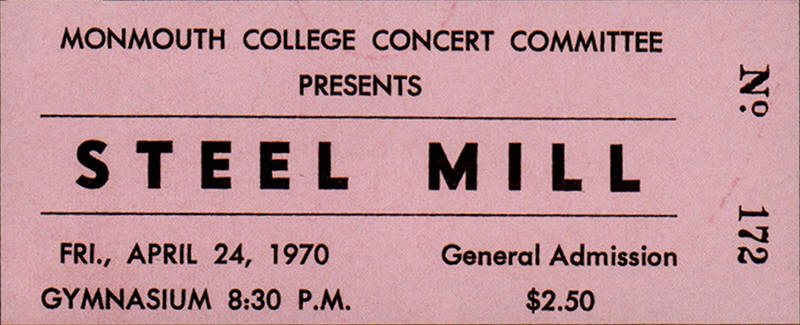 MONMOUTH COLLEGE CONCERT COMMITTEE
PRESENTS
STEEL MILL
FRI., APRIL 24, 1970
GYMNASIUM 8:30 P.M.
General Admission
$2.50
Nº. 172